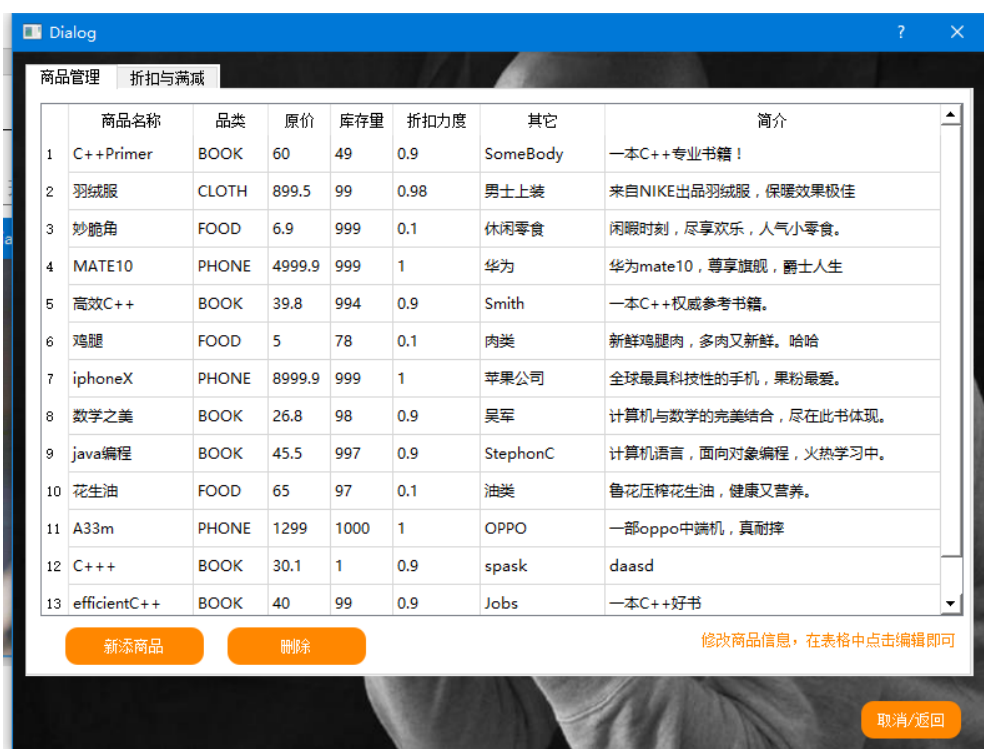 Dialog
商品管理 折扣与满减
商品名称 品类 原价 库存量 折扣力度 其它 简介
1 C++Primer BOOK 60 49 0.9 SomeBody 一本C++专业书籍！
2 羽绒服 CLOTH 899.5 99 0.98 男士上装 来自NIKE出品羽绒服，保暖效果极佳
3 妙脆角 FOOD 6.9 999 0.1 休闲零食 闲暇时刻，尽享欢乐，人气小零食。
4 MATE10 PHONE 4999.9 999 1 华为 华为mate10，尊享旗舰，爵士人生
5 高效C++ BOOK 39.8 994 0.9 Smith 一本C++权威参考书籍。
6 鸡腿 FOOD 5 78 0.1 肉类 新鲜鸡腿肉，多肉又新鲜。哈哈
7 iphoneX PHONE 8999.9 999 1 苹果公司 全球最具科技性的手机，果粉最爱。
8 数学之美 BOOK 26.8 98 0.9 吴军 计算机与数学的完美结合，尽在此书体现。
9 java编程 BOOK 45.5 997 0.9 StephonC 计算机语言，面向对象编程，火热学习中。
10 花生油 FOOD 65 97 0.1 油类 鲁花压榨花生油，健康又营养。
11 A33m PHONE 1299 1000 1 OPPO 一部oppo中端机，真耐摔
12 C+++ BOOK 30.1 1 0.9 spask daasd
13 efficientC++ BOOK 40 99 0.9 Jobs 一本C++好书
新添商品 删除 修改商品信息，在表格中点击编辑即可
取消/返回